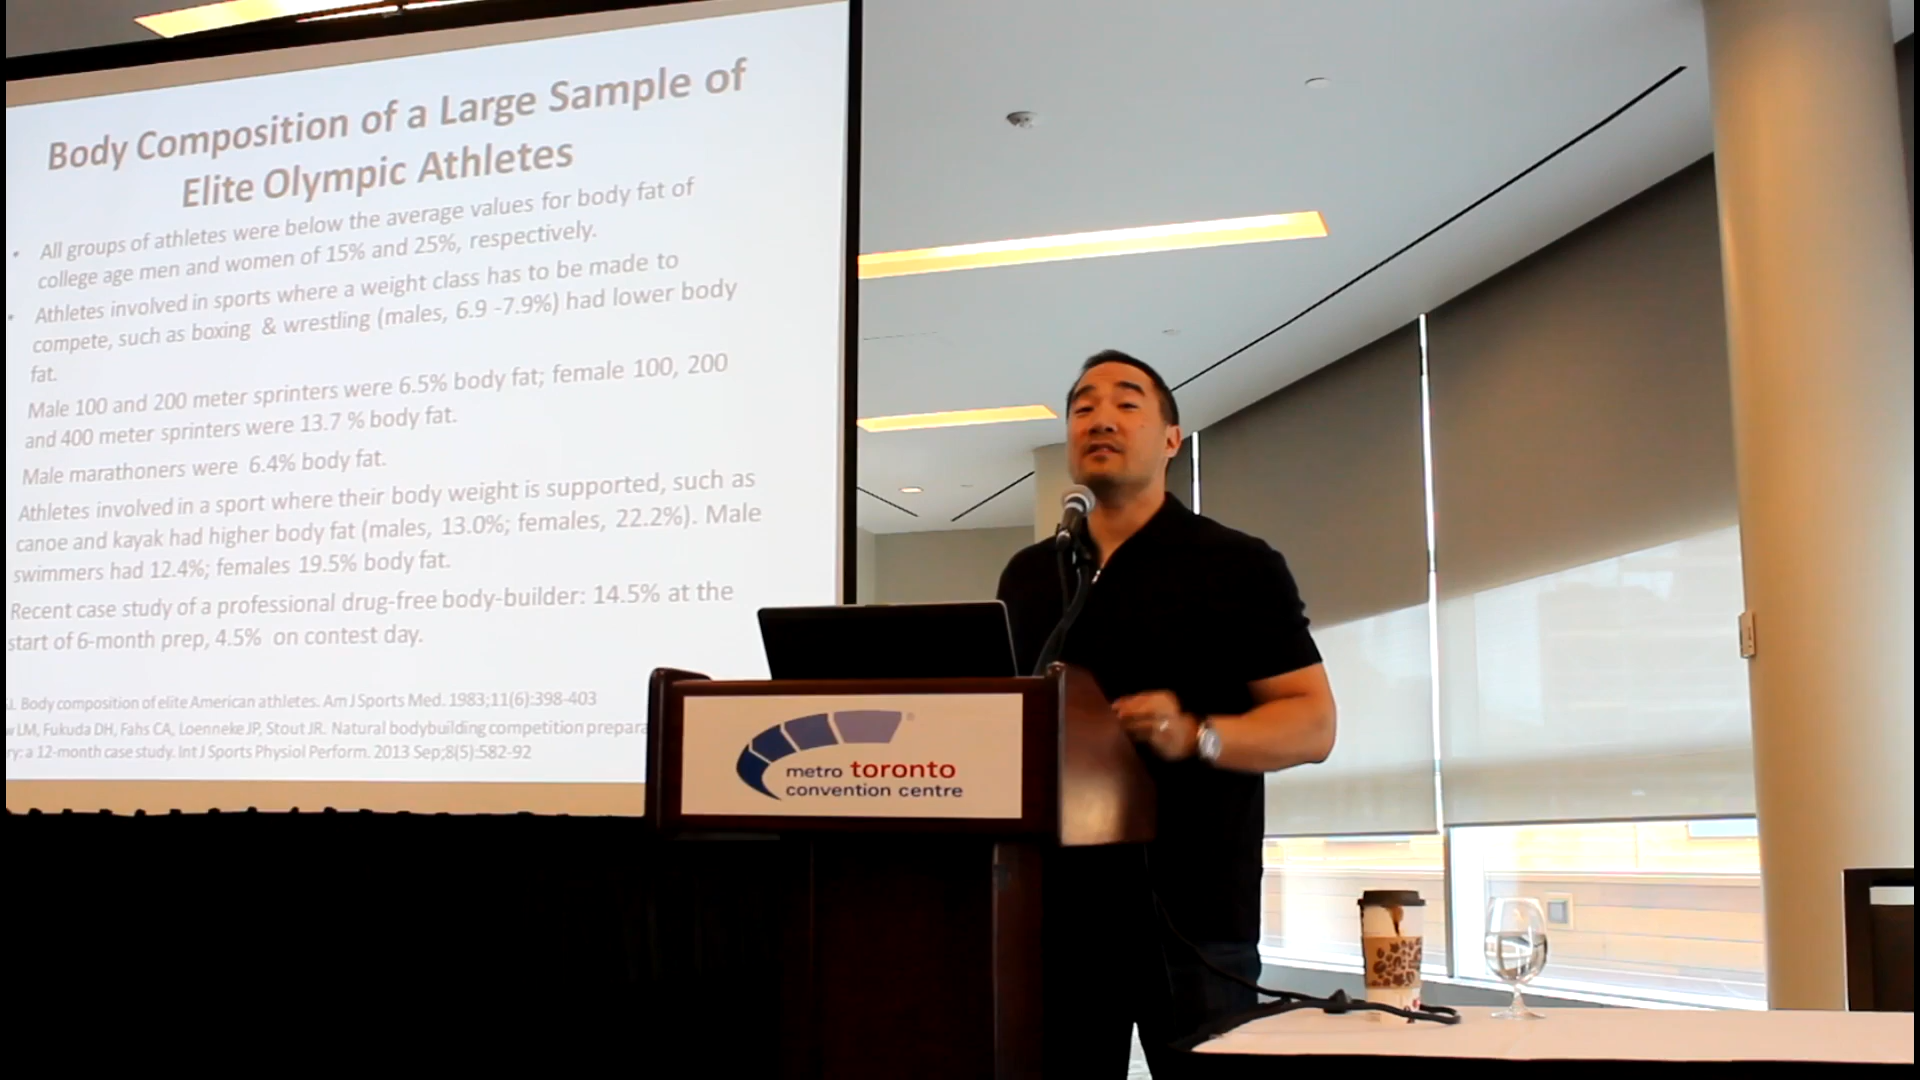 Body Composition of a Large Sample of
Elite Olympic Athletes
• All groups of athletes were below the average values for body fat of
college age men and women of 15% and 25%, respectively.
• Athletes involved in sports where a weight class has to be made to
compete, such as boxing & wrestling (males, 6.9 -7.9%) had lower body
fat.
Male 100 and 200 meter sprinters were 6.5% body fat; female 100, 200
and 400 meter sprinters were 13.7 % body fat.
Male marathoners were 6.4% body fat.
Athletes involved in a sport where their body weight is supported, such as
canoe and kayak had higher body fat (males, 13.0%; females, 22.2%). Male
swimmers had 12.4%; females 19.5% body fat.
Recent case study of a professional drug-free body-builder: 14.5% at the
start of 6-month prep, 4.5% on contest day.
J. Body composition of elite American athletes. Am J Sports Med. 1983;11(6):398-403
LM, Fukuda DH, Fahs CA, Loenneke JP, Stout JR. Natural bodybuilding competition
a 12-month case study. Int J Sports Physiol Perform. 2013 Sep;8(5):582-92
®
metro toronto
convention centre